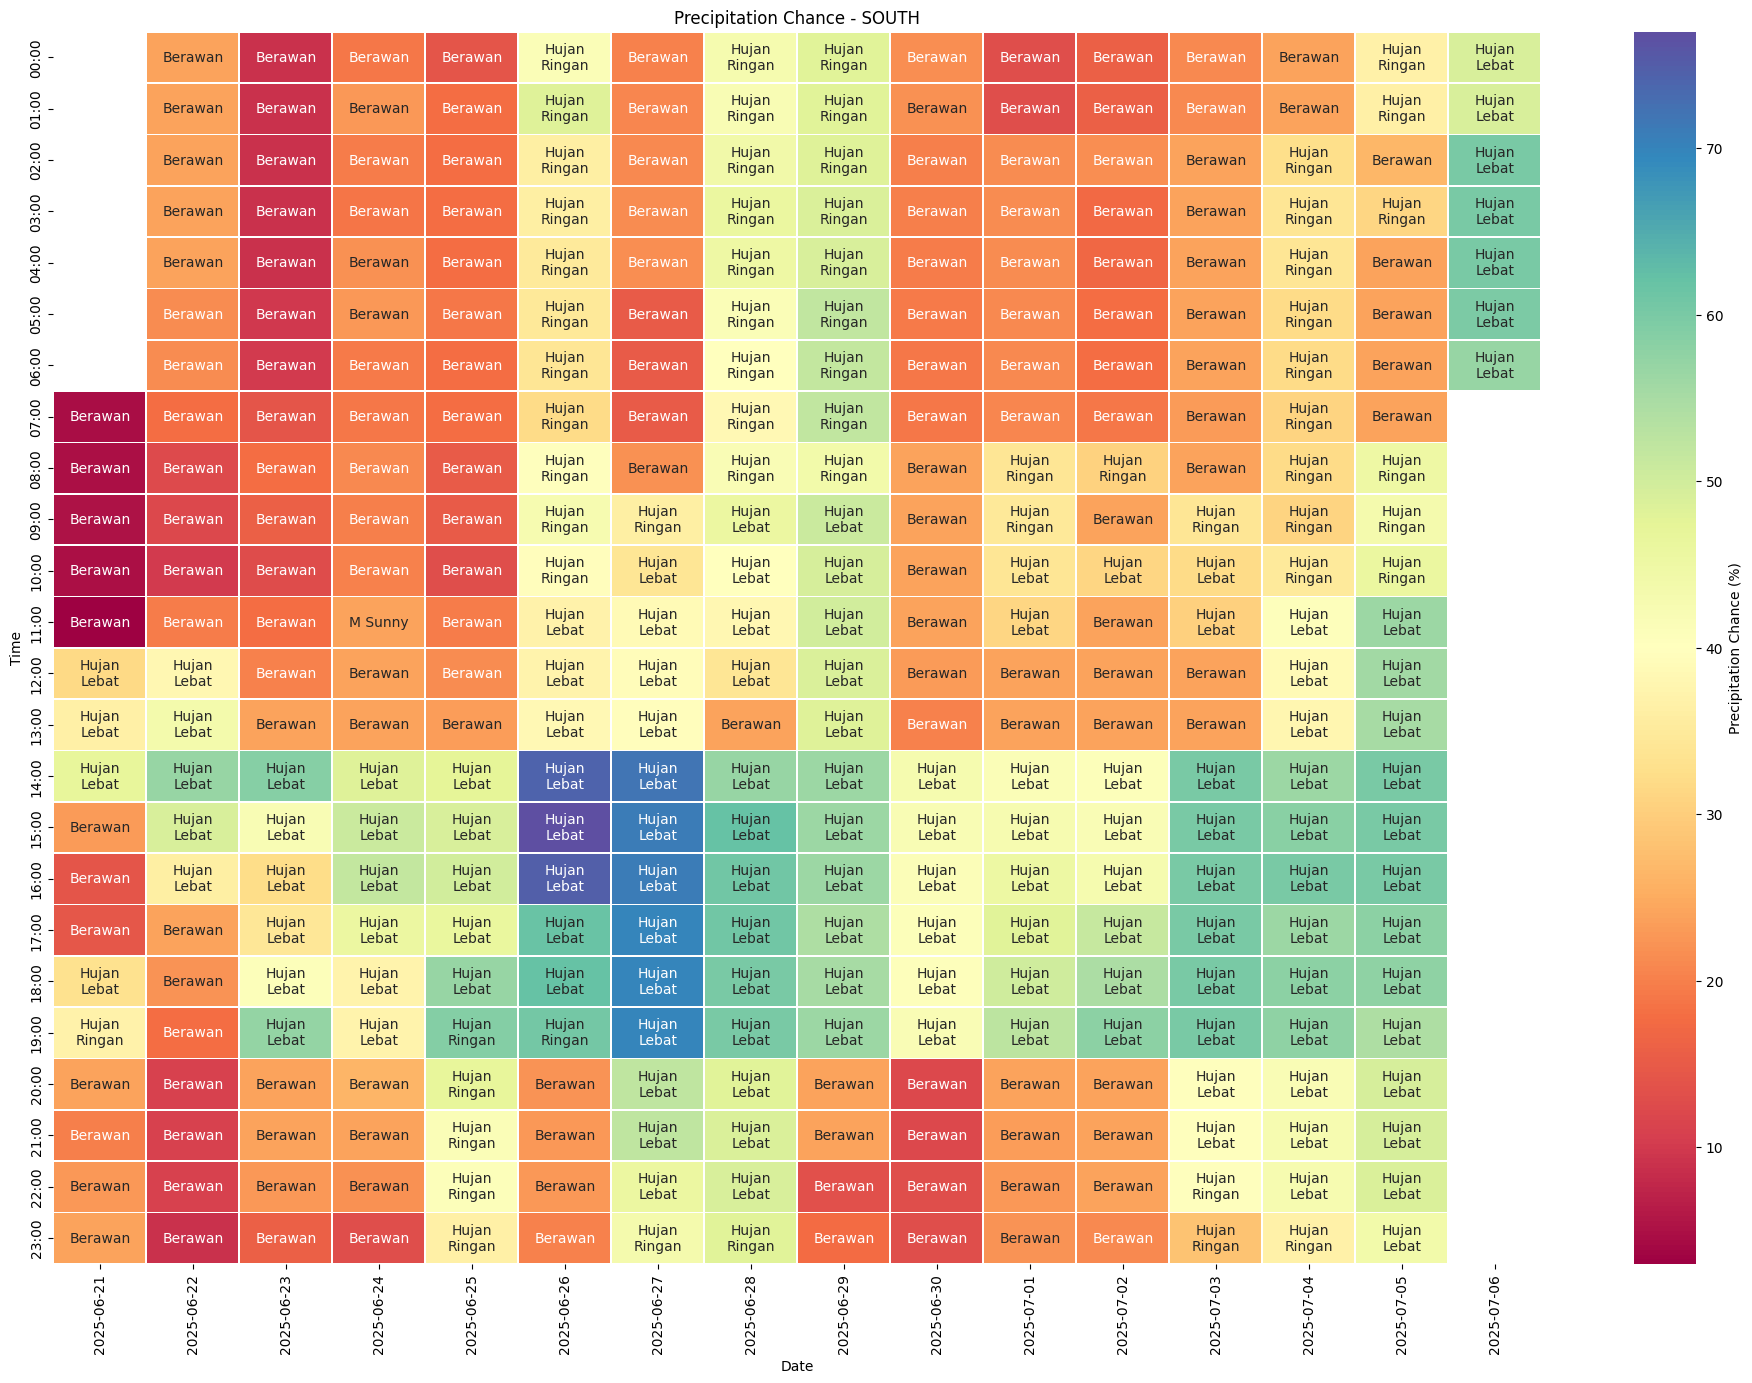 Precipitation Chance - SOUTH
00:00 Berawan Berawan Berawan Berawan Hujan Ringan Berawan Hujan Ringan Hujan Ringan Berawan Berawan Berawan Berawan Berawan Hujan Ringan Hujan Lebat
01:00 Berawan Berawan Berawan Berawan Hujan Ringan Berawan Hujan Ringan Hujan Ringan Berawan Berawan Berawan Berawan Berawan Hujan Ringan Hujan Lebat
02:00 Berawan Berawan Berawan Berawan Hujan Ringan Berawan Hujan Ringan Hujan Ringan Berawan Berawan Berawan Berawan Hujan Ringan Berawan Hujan Lebat
03:00 Berawan Berawan Berawan Berawan Hujan Ringan Berawan Hujan Ringan Hujan Ringan Berawan Berawan Berawan Berawan Hujan Ringan Hujan Ringan Hujan Lebat
04:00 Berawan Berawan Berawan Berawan Hujan Ringan Berawan Hujan Ringan Hujan Ringan Berawan Berawan Berawan Berawan Hujan Ringan Berawan Hujan Lebat
05:00 Berawan Berawan Berawan Berawan Hujan Ringan Berawan Hujan Ringan Hujan Ringan Berawan Berawan Berawan Berawan Hujan Ringan Berawan Hujan Lebat
06:00 Berawan Berawan Berawan Berawan Hujan Ringan Berawan Hujan Ringan Hujan Ringan Berawan Berawan Berawan Berawan Hujan Ringan Berawan Hujan Lebat
07:00 Berawan Berawan Berawan Berawan Berawan Hujan Ringan Berawan Hujan Ringan Hujan Ringan Berawan Berawan Berawan Berawan Hujan Ringan Berawan
08:00 Berawan Berawan Berawan Berawan Berawan Hujan Ringan Berawan Hujan Ringan Hujan Ringan Berawan Hujan Ringan Hujan Ringan Berawan Hujan Ringan Hujan Ringan
09:00 Berawan Berawan Berawan Berawan Berawan Hujan Ringan Hujan Ringan Hujan Lebat Hujan Lebat Berawan Hujan Ringan Berawan Hujan Ringan Hujan Ringan Hujan Ringan
10:00 Berawan Berawan Berawan Berawan Berawan Hujan Ringan Hujan Lebat Hujan Lebat Hujan Lebat Berawan Hujan Lebat Hujan Lebat Hujan Lebat Hujan Ringan Hujan Ringan
11:00 Berawan Berawan Berawan M Sunny Berawan Hujan Lebat Hujan Lebat Hujan Lebat Hujan Lebat Berawan Hujan Lebat Berawan Hujan Lebat Hujan Lebat Hujan Lebat
12:00 Hujan Lebat Hujan Lebat Berawan Berawan Berawan Hujan Lebat Hujan Lebat Hujan Lebat Hujan Lebat Berawan Berawan Berawan Berawan Hujan Lebat Hujan Lebat
13:00 Hujan Lebat Hujan Lebat Berawan Berawan Berawan Hujan Lebat Hujan Lebat Berawan Hujan Lebat Berawan Berawan Berawan Berawan Hujan Lebat Hujan Lebat
14:00 Hujan Lebat Hujan Lebat Hujan Lebat Hujan Lebat Hujan Lebat Hujan Lebat Hujan Lebat Hujan Lebat Hujan Lebat Hujan Lebat Hujan Lebat Hujan Lebat Hujan Lebat Hujan Lebat Hujan Lebat
15:00 Berawan Hujan Lebat Hujan Lebat Hujan Lebat Hujan Lebat Hujan Lebat Hujan Lebat Hujan Lebat Hujan Lebat Hujan Lebat Hujan Lebat Hujan Lebat Hujan Lebat Hujan Lebat Hujan Lebat
16:00 Berawan Hujan Lebat Hujan Lebat Hujan Lebat Hujan Lebat Hujan Lebat Hujan Lebat Hujan Lebat Hujan Lebat Hujan Lebat Hujan Lebat Hujan Lebat Hujan Lebat Hujan Lebat Hujan Lebat
17:00 Berawan Berawan Hujan Lebat Hujan Lebat Hujan Lebat Hujan Lebat Hujan Lebat Hujan Lebat Hujan Lebat Hujan Lebat Hujan Lebat Hujan Lebat Hujan Lebat Hujan Lebat Hujan Lebat
18:00 Hujan Lebat Berawan Hujan Lebat Hujan Lebat Hujan Lebat Hujan Lebat Hujan Lebat Hujan Lebat Hujan Lebat Hujan Lebat Hujan Lebat Hujan Lebat Hujan Lebat Hujan Lebat Hujan Lebat
19:00 Hujan Ringan Berawan Hujan Lebat Hujan Lebat Hujan Ringan Hujan Ringan Hujan Lebat Hujan Lebat Hujan Lebat Hujan Lebat Hujan Lebat Hujan Lebat Hujan Lebat Hujan Lebat Hujan Lebat
20:00 Berawan Berawan Berawan Berawan Hujan Ringan Berawan Hujan Lebat Hujan Lebat Berawan Berawan Berawan Berawan Hujan Lebat Hujan Lebat Hujan Lebat
21:00 Berawan Berawan Berawan Berawan Hujan Ringan Berawan Hujan Lebat Hujan Lebat Berawan Berawan Berawan Berawan Hujan Lebat Hujan Lebat Hujan Lebat
22:00 Berawan Berawan Berawan Berawan Hujan Ringan Berawan Hujan Lebat Hujan Lebat Berawan Berawan Berawan Berawan Hujan Ringan Hujan Lebat Hujan Lebat
23:00 Berawan Berawan Berawan Berawan Hujan Ringan Berawan Hujan Ringan Hujan Ringan Berawan Berawan Berawan Berawan Hujan Ringan Hujan Ringan Hujan Lebat
Time
2025-06-21 2025-06-22 2025-06-23 2025-06-24 2025-06-25 2025-06-26 2025-06-27 2025-06-28 2025-06-29 2025-06-30 2025-07-01 2025-07-02 2025-07-03 2025-07-04 2025-07-05 2025-07-06
Date
70
60
50
40
30
20
10
Precipitation Chance (%)